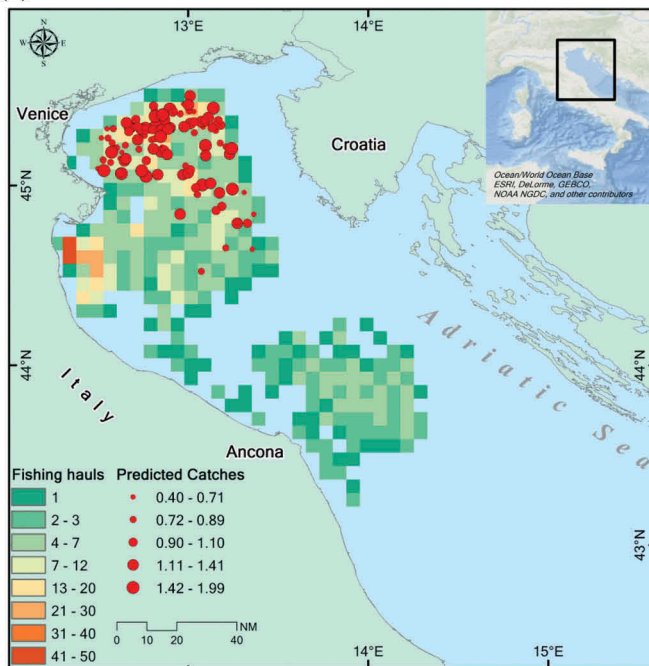 13°E
14°E
N
W
E
S
Venice
Croatia
Ocean/World Ocean Base
ESRI, DeLorme, GEBCO,
NOAA NGDC, and other contributors
45°N
Adriatic Sea
44°N
44°N
Italy
Ancona
Fishing hauls
1
2 - 3
4 - 7
7 - 12
13 - 20
21 - 30
31 - 40
41 - 50
Predicted Catches
0.40 - 0.71
0.72 - 0.89
0.90 - 1.10
1.11 - 1.41
1.42 - 1.99
NM
0 10 20 40
43°N
13°E
14°E
15°E